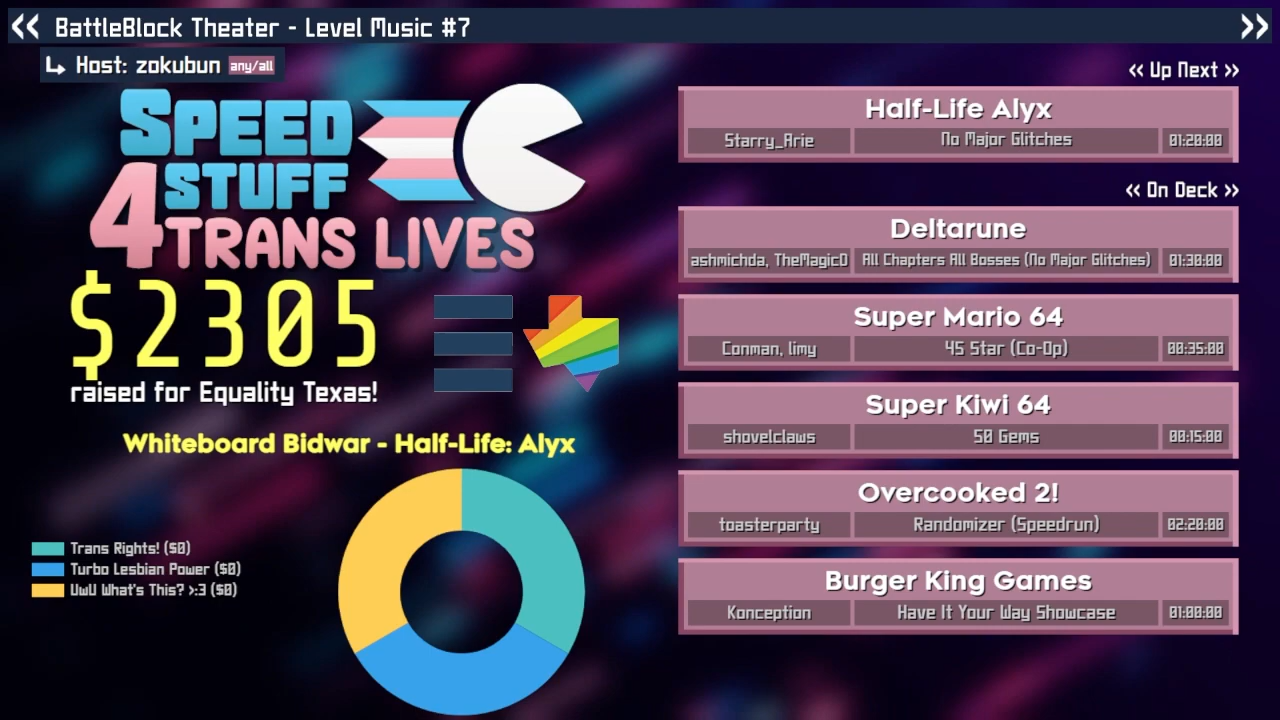 BattleBlock Theater - Level Music #7
Host: zokubun any/all
SPEED
STUFF
4TRANS LIVES
$2305
raised for Equality Texas!
Whiteboard Bidwar - Half-Life: Alyx
Trans Rights! ($0)
Turbo Lesbian Power ($0)
UwU What's This? >:3 ($0)
<< Up Next >>
Half-Life Alyx
Starry_Arie No Major Glitches 01:20:00
<< On Deck >>
Deltarune
ashmichda, TheMagicD All Chapters All Bosses (No Major Glitches) 01:30:00
Super Mario 64
Conman, limy 45 Star (Co-Op) 00:35:00
Super Kiwi 64
shovelclaws 50 Gems 00:15:00
Overcooked 2!
toasterparty Randomizer (Speedrun) 02:20:00
Burger King Games
Konception Have It Your Way Showcase 01:00:00